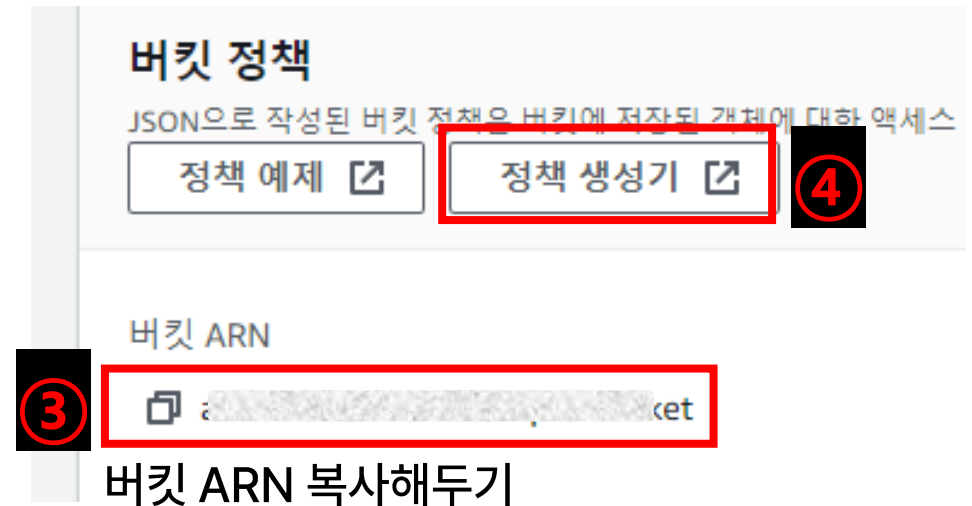 버킷 정책
JSON으로 작성된 버킷 정책은 버킷에 저장된 객체에 대한 액세스
정책 예제 정책 생성기 ④
버킷 ARN
③
버킷 ARN 복사해두기